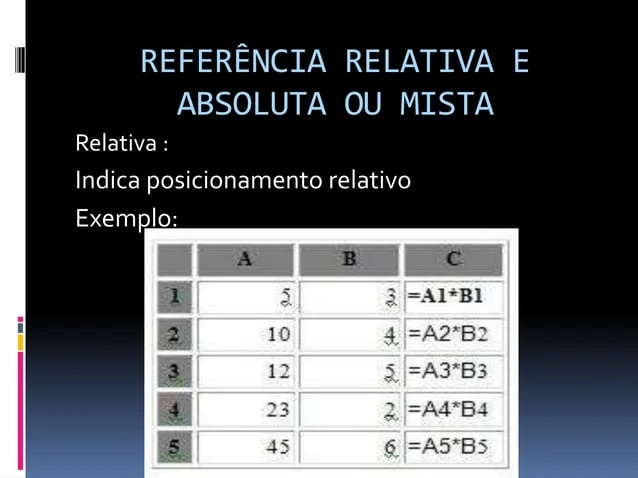 REFERÊNCIA RELATIVA E
ABSOLUTA OU MISTA
Relativa :
Indica posicionamento relativo
Exemplo:
A B C
1 5 3 =A1*B1
2 10 4 =A2*B2
3 12 5 =A3*B3
4 23 2 =A4*B4
5 45 6 =A5*B5